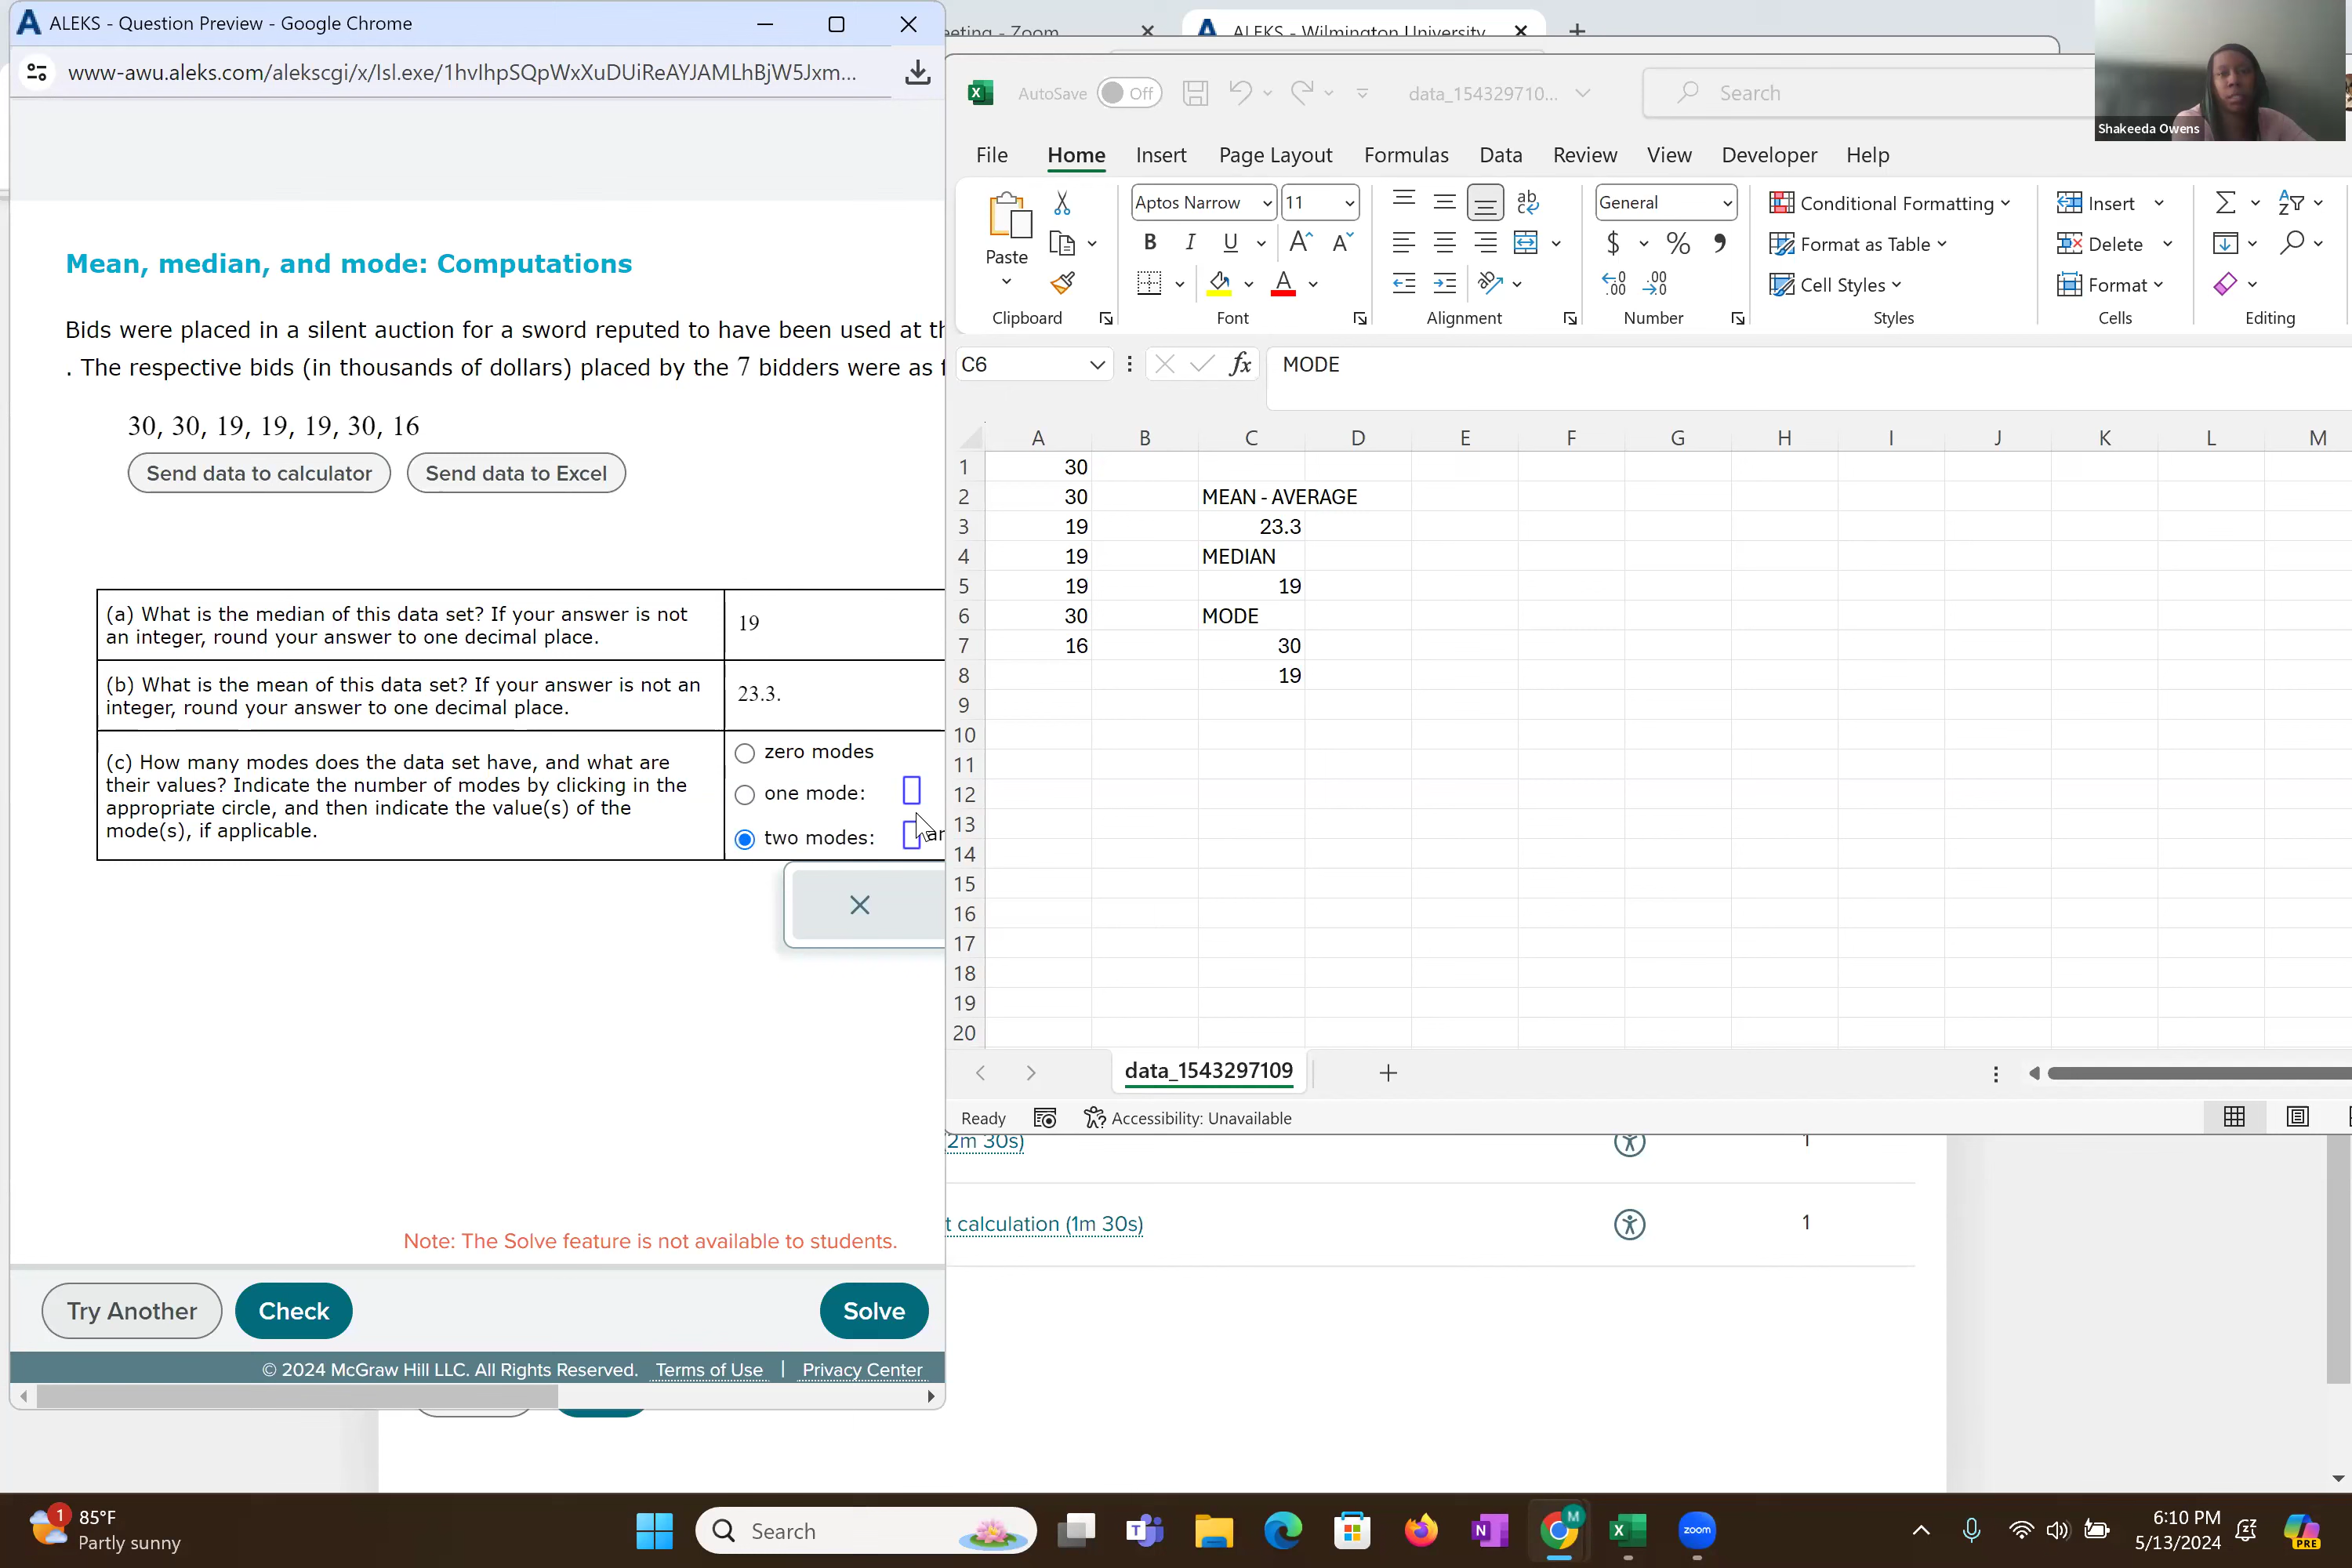 ALEKS - Question Preview - Google Chrome
www-awu.aleks.com/alekscgi/x/Isl.exe/1hvIhpSQpWxXuDUiReAYJAMLhBjW5Jxm...
Mean, median, and mode: Computations
Bids were placed in a silent auction for a sword reputed to have been used at
. The respective bids (in thousands of dollars) placed by the 7 bidders were as
30, 30, 19, 19, 19, 30, 16
Send data to calculator
Send data to Excel
(a) What is the median of this data set? If your answer is not
an integer, round your answer to one decimal place.
19
(b) What is the mean of this data set? If your answer is not an
integer, round your answer to one decimal place.
23.3.
(c) How many modes does the data set have, and what are
their values? Indicate the number of modes by clicking in the
appropriate circle, and then indicate the value(s) of the
mode(s), if applicable.
zero modes
one mode:
two modes:
Note: The Solve feature is not available to students.
Try Another
Check
Solve
© 2024 McGraw Hill LLC. All Rights Reserved. Terms of Use | Privacy Center
eeting - Zoom
ALEKS - Wilmington University
Shakeeda Owens
AutoSave Off
data_154329710...
Search
File Home Insert Page Layout Formulas Data Review View Developer Help
Paste
Clipboard
Aptos Narrow 11
B I U
Font
Alignment
General
$ % 9
Number
Conditional Formatting
Format as Table
Cell Styles
Styles
Insert
Delete
Format
Cells
Editing
C6
fx
MODE
A B C D E F G H I J K L M
1 30
2 30 MEAN - AVERAGE
3 19 23.3
4 19 MEDIAN
5 19 19
6 30 MODE
7 16 30
8 19
9
10
11
12
13
14
15
16
17
18
19
20
data_1543297109
Ready
Accessibility: Unavailable
2m 30s) 1
t calculation (1m 30s) 1
1
85°F
Partly sunny
Search
zoom
6:10 PM
5/13/2024
PRE